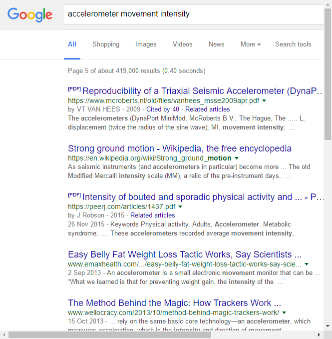 Google
accelerometer movement intensity
All Shopping Images Videos News More Search tools
Page 5 of about 419,000 results (0.40 seconds)
[PDF] Reproducibility of a Triaxial Seismic Accelerometer (DynaP...
https://www.mcroberts.nl/old/files/vanhees_msse2009apr.pdf
by VT VAN HEES - 2009 - Cited by 40 - Related articles
The accelerometers (DynaPort MiniMod, McRoberts B.V., The Hague, The ..... L,
displacement (twice the radius of the sine wave); MI, movement intensity; ...
Strong ground motion - Wikipedia, the free encyclopedia
https://en.wikipedia.org/wiki/Strong_ground_motion
As seismic instruments (and accelerometers in particular) become more ... The old
Modified Mercalli intensity scale (MM), a relic of the pre-instrument days, ...
[PDF] Intensity of bouted and sporadic physical activity and ... - P...
https://peerj.com/articles/1437.pdf
by J Robson - 2015 - Related articles
26 Nov 2015 - Keywords Physical activity, Adults, Accelerometer, Metabolic
syndrome. .... These accelerometers recorded average movement intensity.
Easy Belly Fat Weight Loss Tactic Works, Say Scientists ...
www.emaxhealth.com/.../easy-belly-fat-weight-loss-tactic-works-say-scie...
2 Sep 2013 - An accelerometer is a small electronic movement monitor that can be ...
"What we learned is that for preventing weight gain, the intensity of the ...
The Method Behind the Magic: How Trackers Work ...
www.wellocracy.com/2013/10/method-behind-magic-trackers-work/
15 Oct 2013 - ... rely on the same basic core technology—an accelerometer, which
measures acceleration, which is the intensity and direction of movement.